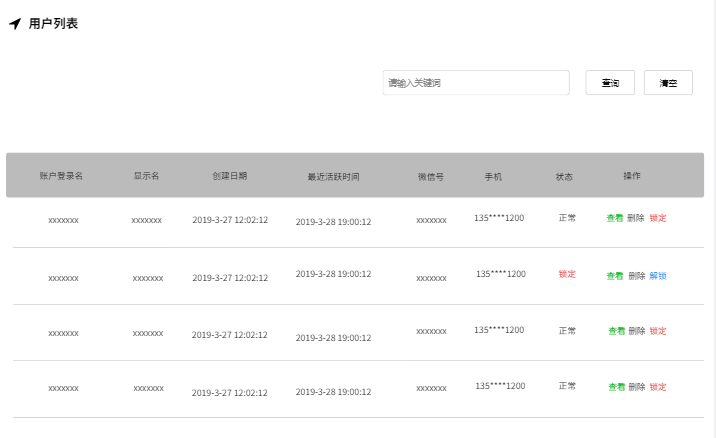 用户列表
请输入关键词 查询 清空
账户登录名 显示名 创建日期 最近活跃时间 微信号 手机 状态 操作
xxxxxxx xxxxxxx 2019-3-27 12:02:12 2019-3-28 19:00:12 xxxxxxx 135****1200 正常 查看 删除 锁定
xxxxxxx xxxxxxx 2019-3-27 12:02:12 2019-3-28 19:00:12 xxxxxxx 135****1200 锁定 查看 删除 解锁
xxxxxxx xxxxxxx 2019-3-27 12:02:12 2019-3-28 19:00:12 xxxxxxx 135****1200 正常 查看 删除 锁定
xxxxxxx xxxxxxx 2019-3-27 12:02:12 2019-3-28 19:00:12 xxxxxxx 135****1200 正常 查看 删除 锁定